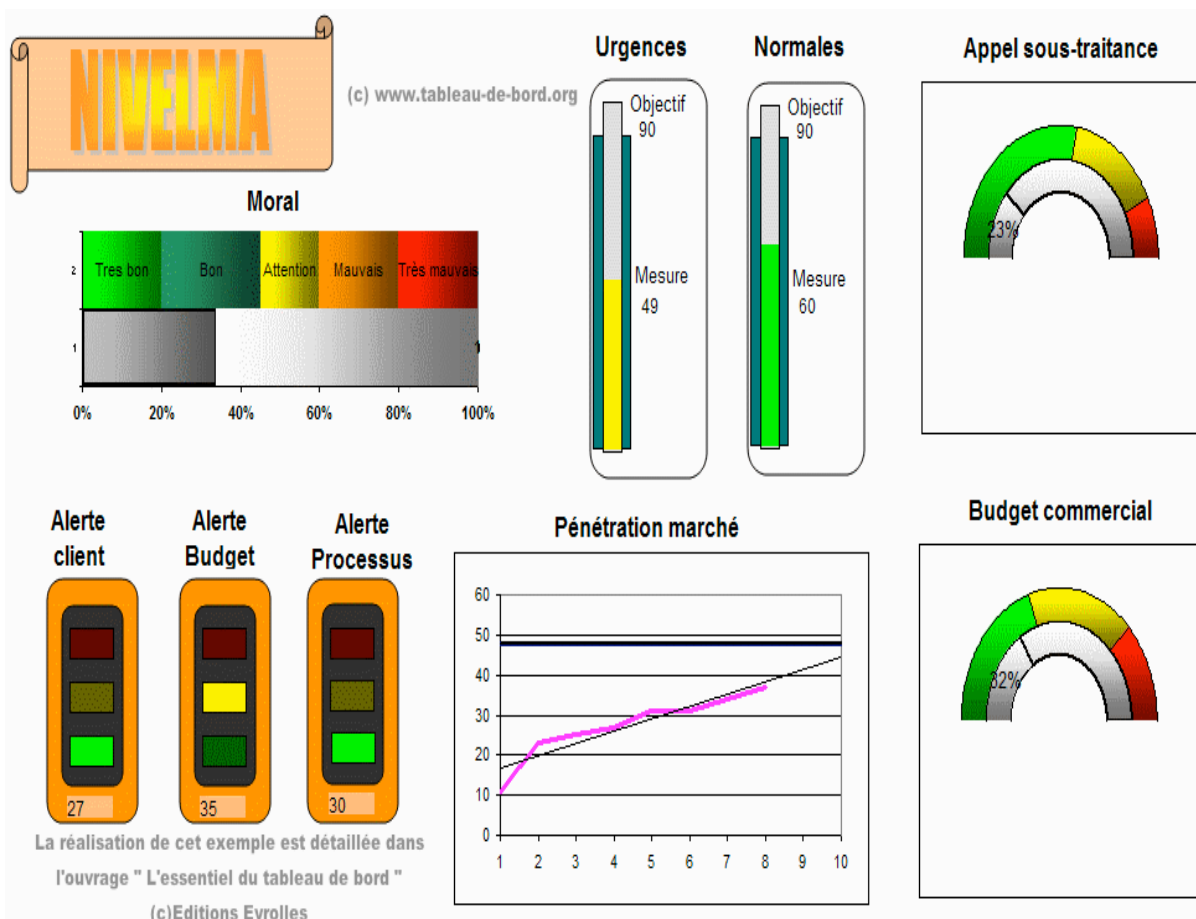 NIVELMA
(c) www.tableau-de-bord.org
Moral
2
Tres bon
Bon
Attention
Mauvais
Très mauvais
1
1
0%
20%
40%
60%
80%
100%
Urgences
Objectif
90
Mesure
49
Normales
Objectif
90
Mesure
60
Appel sous-traitance
23%
Alerte
client
27
Alerte
Budget
35
Alerte
Processus
30
La réalisation de cet exemple est détaillée dans
l'ouvrage " L'essentiel du tableau de bord "
(c)Editions Eyrolles
Pénétration marché
60
50
40
30
20
10
0
1 2 3 4 5 6 7 8 9 10
Budget commercial
32%